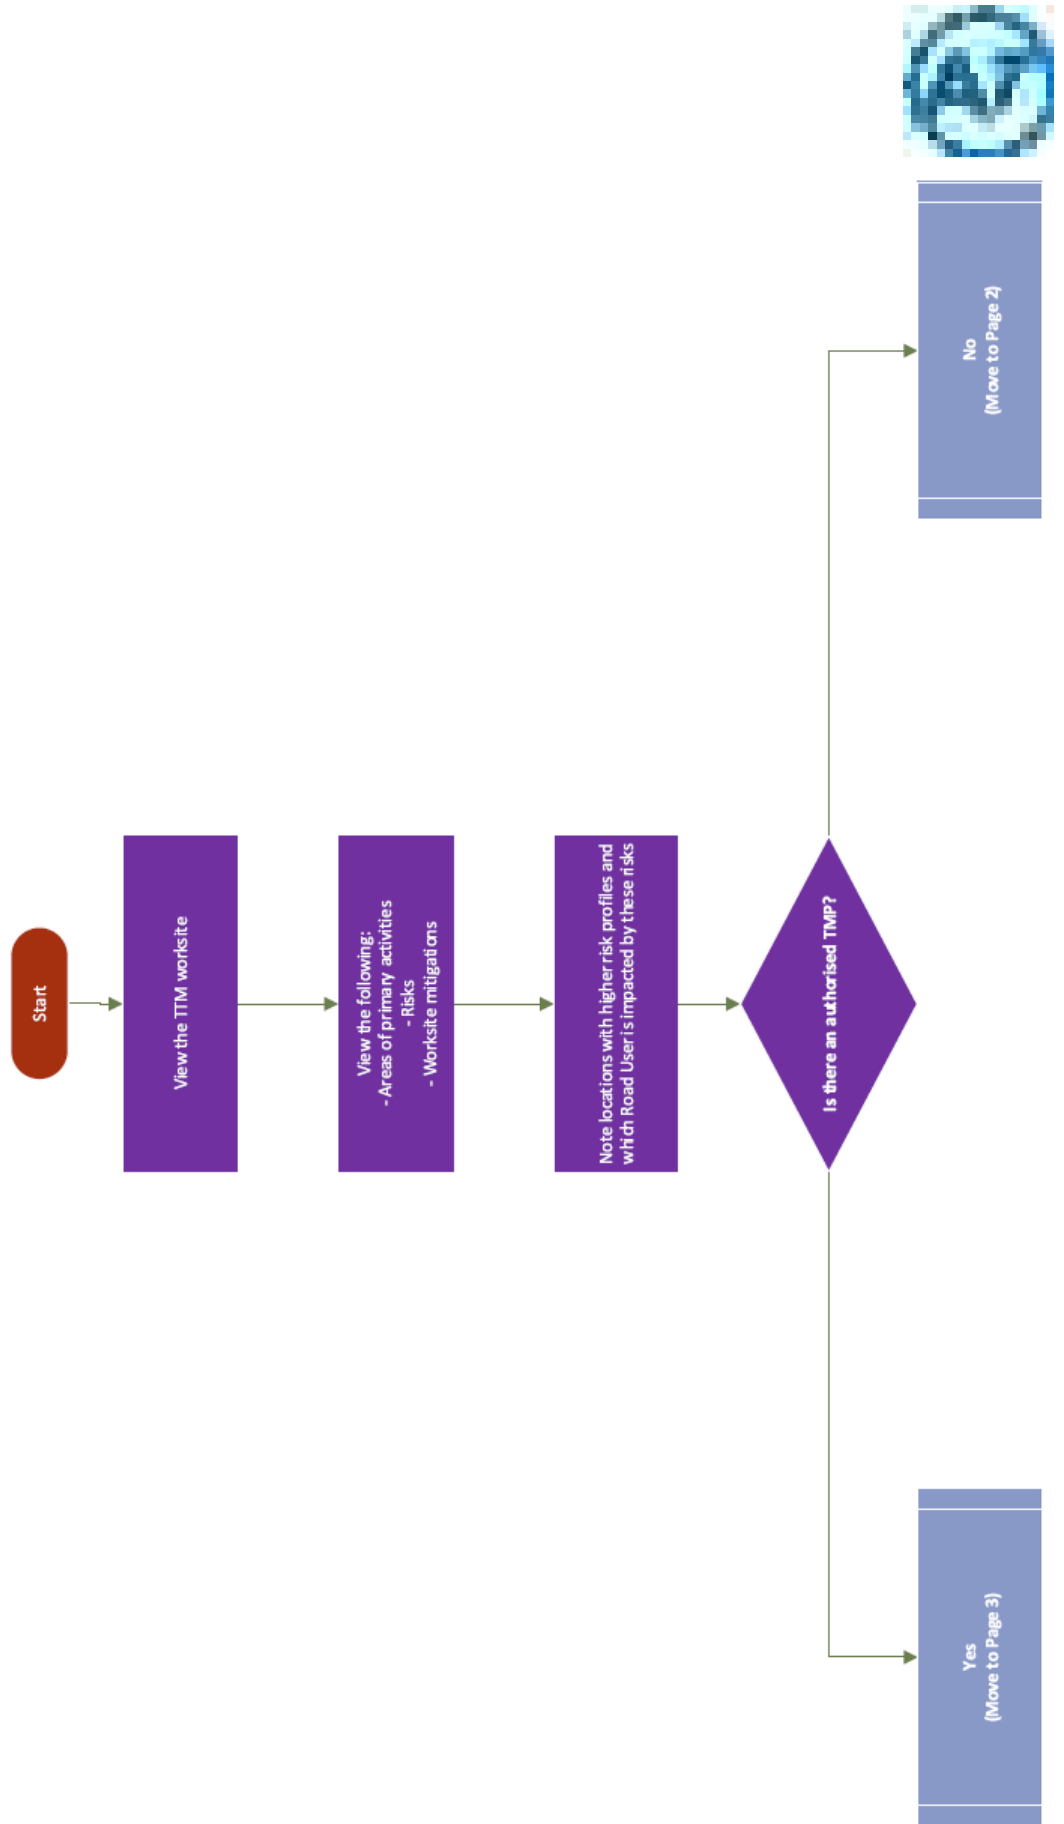 Start
View the TTM worksite
View the following:
- Areas of primary activities
- Risks
- Worksite mitigations
Note locations with higher risk profiles and
which Road User is impacted by these risks
Is there an authorised TMP?
Yes
(Move to Page 3)
No
(Move to Page 2)
AT